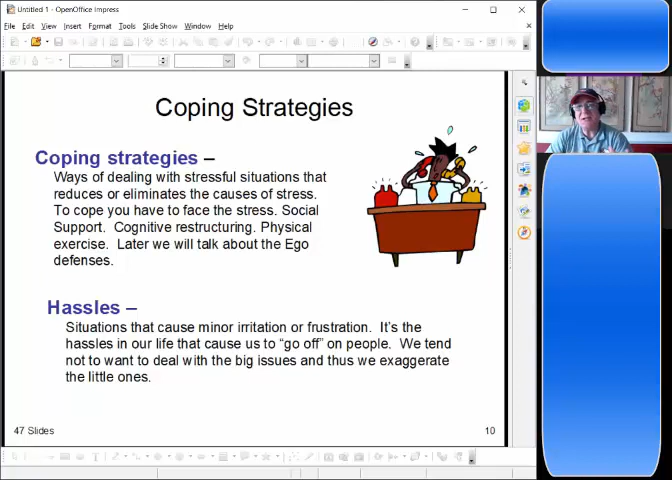 Untitled 1 - OpenOffice Impress
File Edit View Insert Format Tools Slide Show Window Help
Coping Strategies
Coping strategies –
Ways of dealing with stressful situations that
reduces or eliminates the causes of stress.
To cope you have to face the stress. Social
Support. Cognitive restructuring. Physical
exercise. Later we will talk about the Ego
defenses.
Hassles –
Situations that cause minor irritation or frustration. It's the
hassles in our life that cause us to “go off” on people. We tend
not to want to deal with the big issues and thus we exaggerate
the little ones.
47 Slides
10